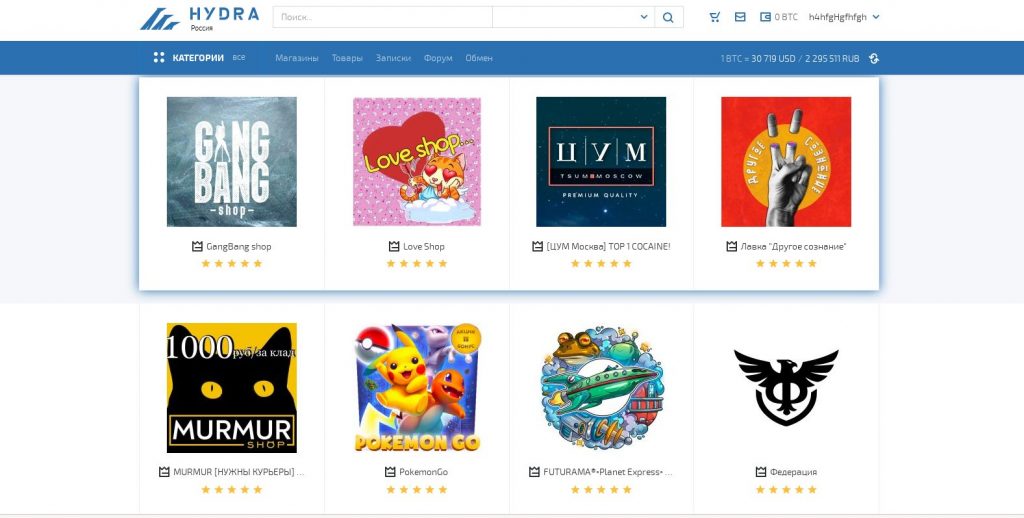 HYDRA
Россия
Поиск...
0 BTC
h4hfgHgfhfgh
КАТЕГОРИИ
все
Магазины
Товары
Записки
Форум
Обмен
1 BTC = 30 719 USD / 2 295 511 RUB
GANG
BANG
-shop-
Love shop...
ЦУМ
TSUM MOSCOW
PREMIUM QUALITY
ДРУГОЕ
СОЗНАНИЕ
GangBang shop
Love Shop
[ЦУМ Москва] TOP 1 COCAINE!
Лавка "Другое сознание"
1000 руб/за клад
MURMUR
SHOP
POKEMON GO
Ф
MURMUR [НУЖНЫ КУРЬЕРЫ] ...
PokemonGo
FUTURAMA®•Planet Express• ...
Федерация